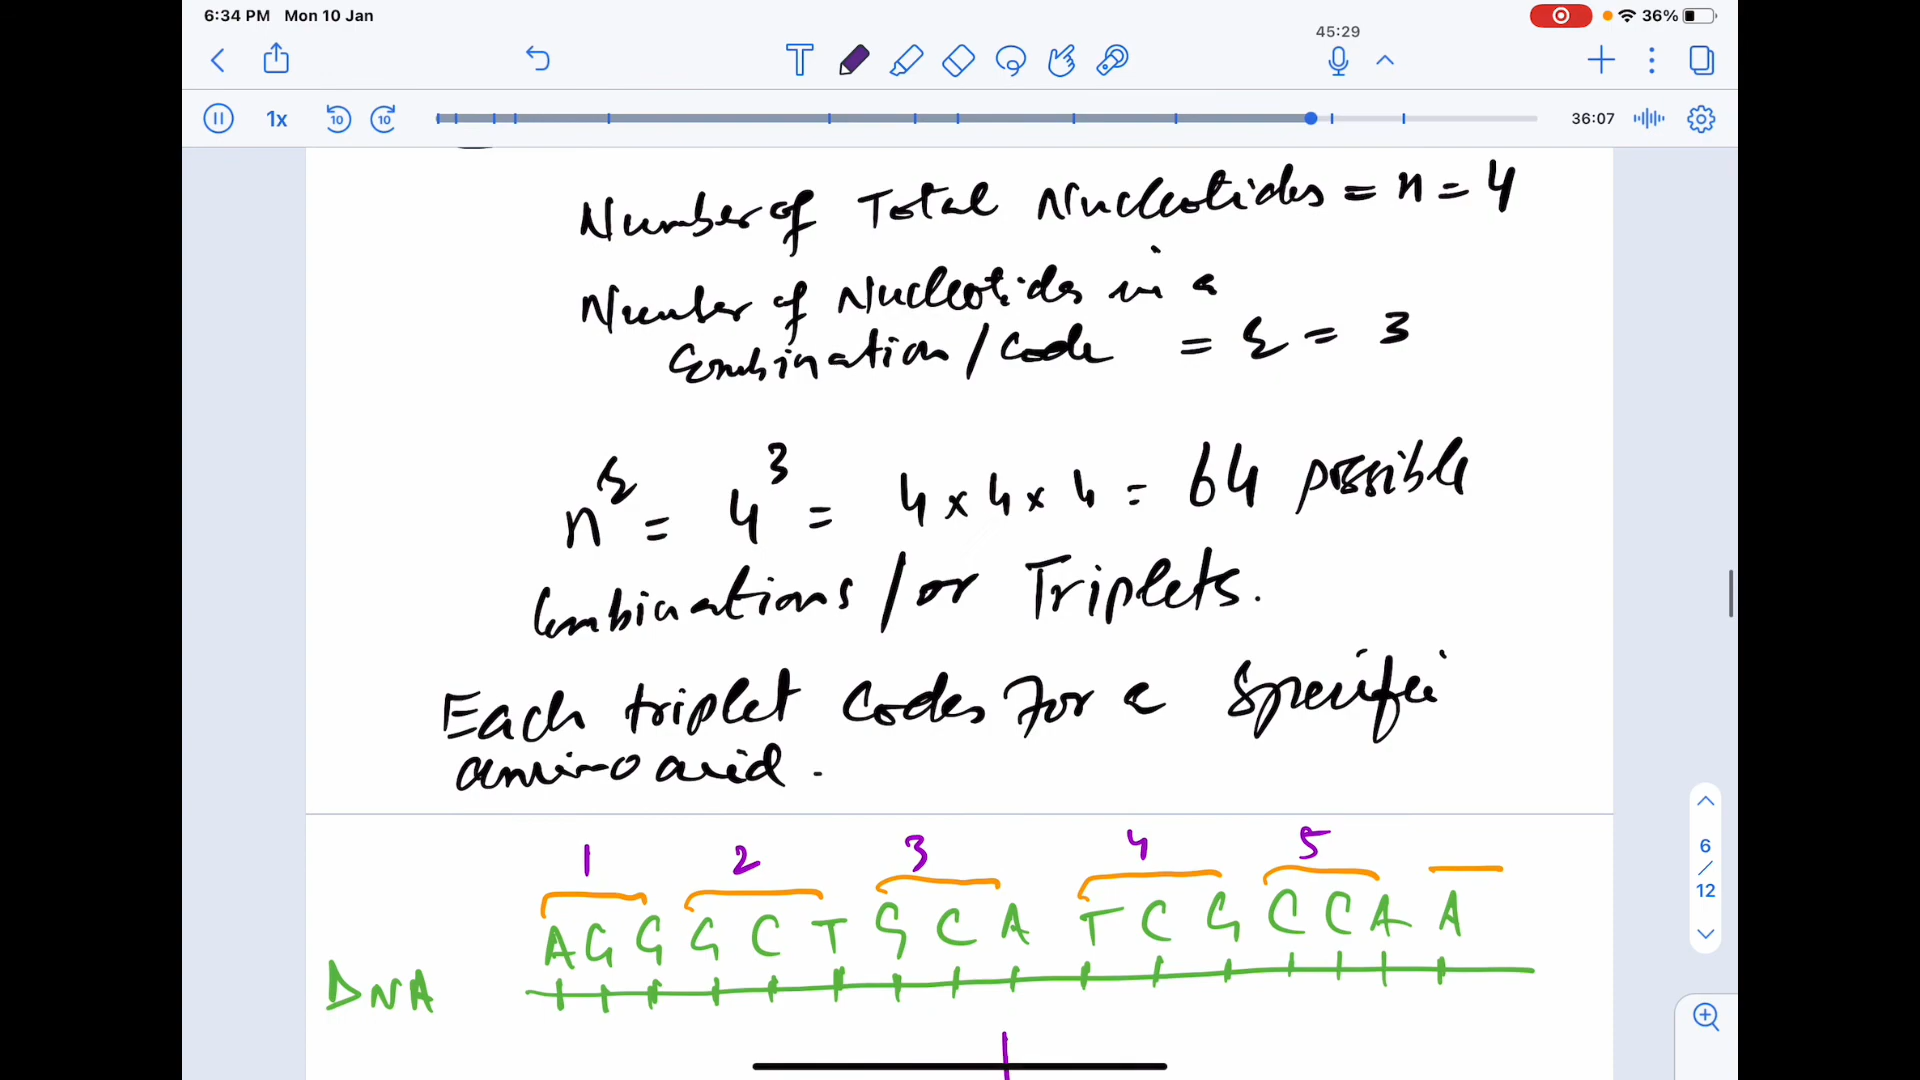 6:34 PM Mon 10 Jan
36%
45:29
T
1x
10
10
36:07
Number of Total Nucleotides = n = 4
Number of Nucleotides in a
Combination / Code = r = 3
n^r = 4^3 = 4 x 4 x 4 = 64 possible
Combinations / or Triplets.
Each triplet codes for a specific
amino acid.
1 2 3 4 5
A G G G C T G C A T C G C C A A
DNA
6
/
12